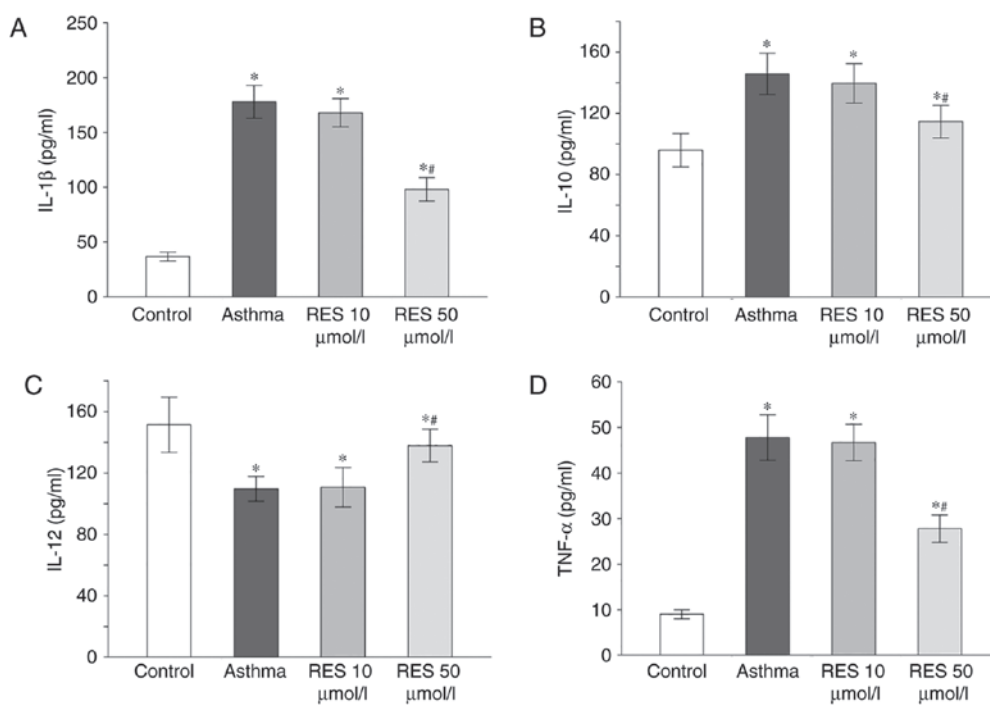 A
IL-1β (pg/ml)
250
200
150
100
50
0
*
*
*#
Control
Asthma
RES 10
μmol/l
RES 50
μmol/l
B
IL-10 (pg/ml)
160
120
80
40
0
*
*
*#
Control
Asthma
RES 10
μmol/l
RES 50
μmol/l
C
IL-12 (pg/ml)
160
120
80
40
0
*
*
*#
Control
Asthma
RES 10
μmol/l
RES 50
μmol/l
D
TNF-α (pg/ml)
60
50
40
30
20
10
0
*
*
*#
Control
Asthma
RES 10
μmol/l
RES 50
μmol/l